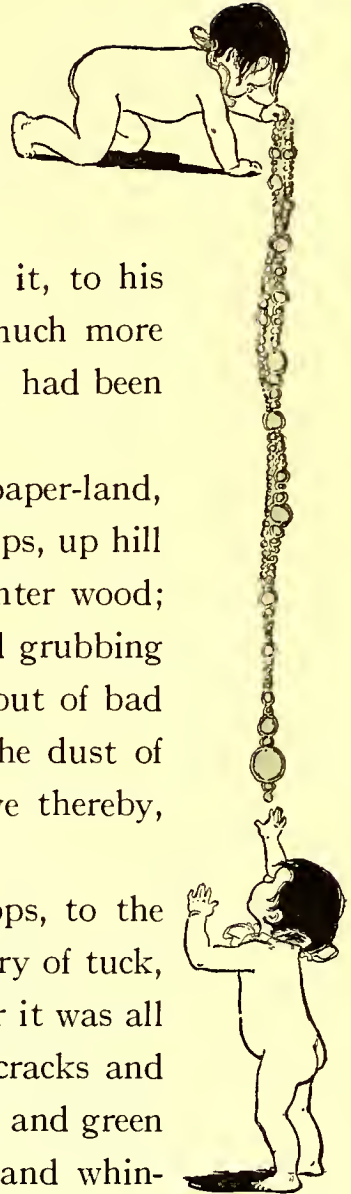 it, to his
much more
had been
paper-land,
ps, up hill
nter wood;
grubbing
out of bad
he dust of
e thereby,
ps, to the
ry of tuck,
it was all
cracks and
and green
and whin-